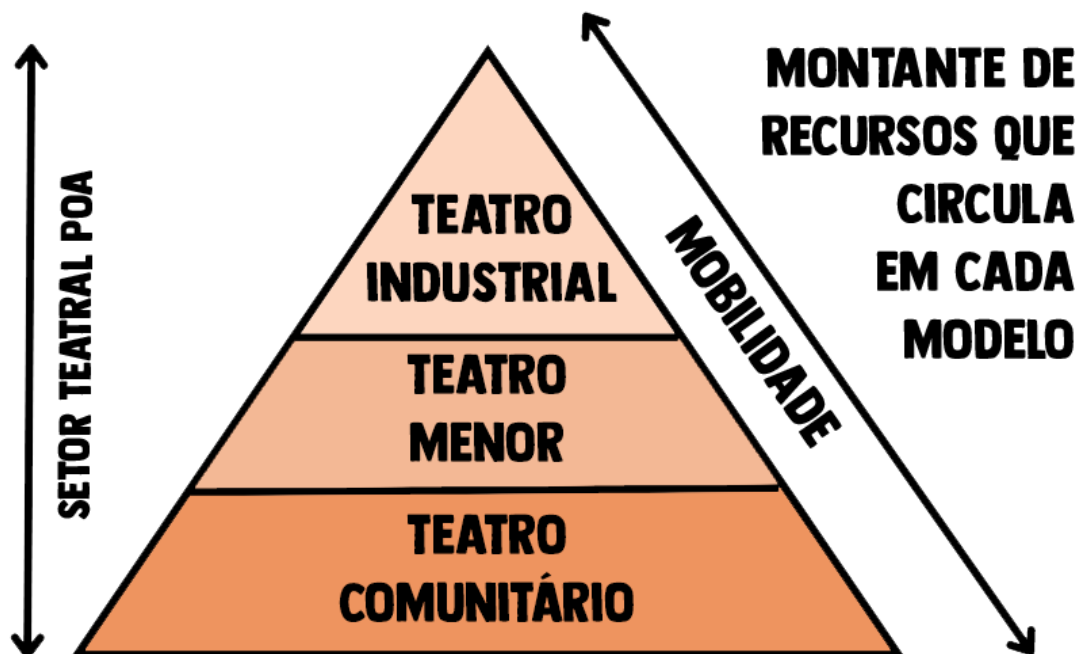 SETOR TEATRAL POA
TEATRO
INDUSTRIAL
TEATRO
MENOR
TEATRO
COMUNITÁRIO
MOBILIDADE
MONTANTE DE
RECURSOS QUE
CIRCULA
EM CADA
MODELO